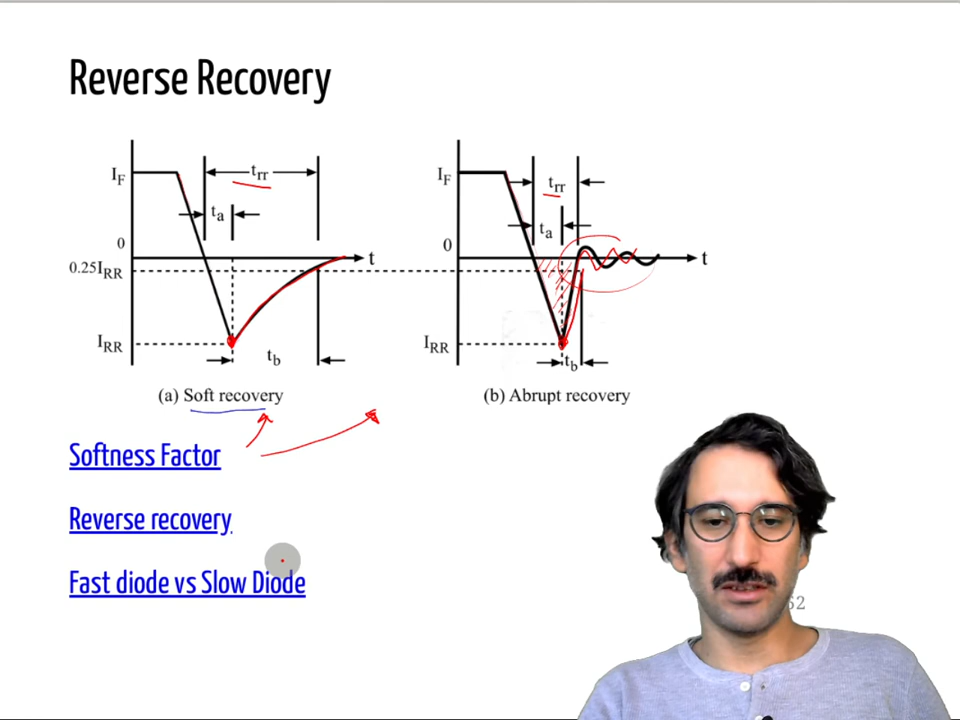 Reverse Recovery
I_F
t_rr
t_a
0
t
0.25I_RR
I_RR
t_b
(a) Soft recovery
I_F
t_rr
t_a
0
t
I_RR
t_b
(b) Abrupt recovery
Softness Factor
Reverse recovery
Fast diode vs Slow Diode
62